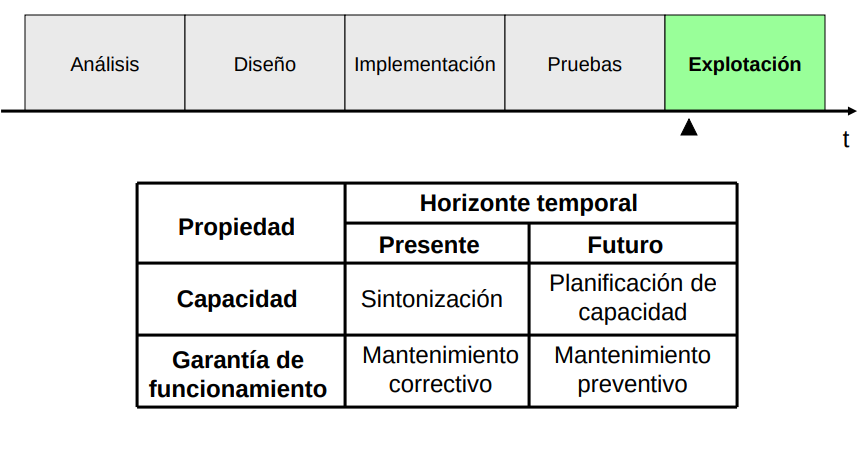 Análisis
Diseño
Implementación
Pruebas
Explotación
t
Propiedad
Horizonte temporal
Presente
Futuro
Capacidad
Sintonización
Planificación de
capacidad
Garantía de
funcionamiento
Mantenimiento
correctivo
Mantenimiento
preventivo